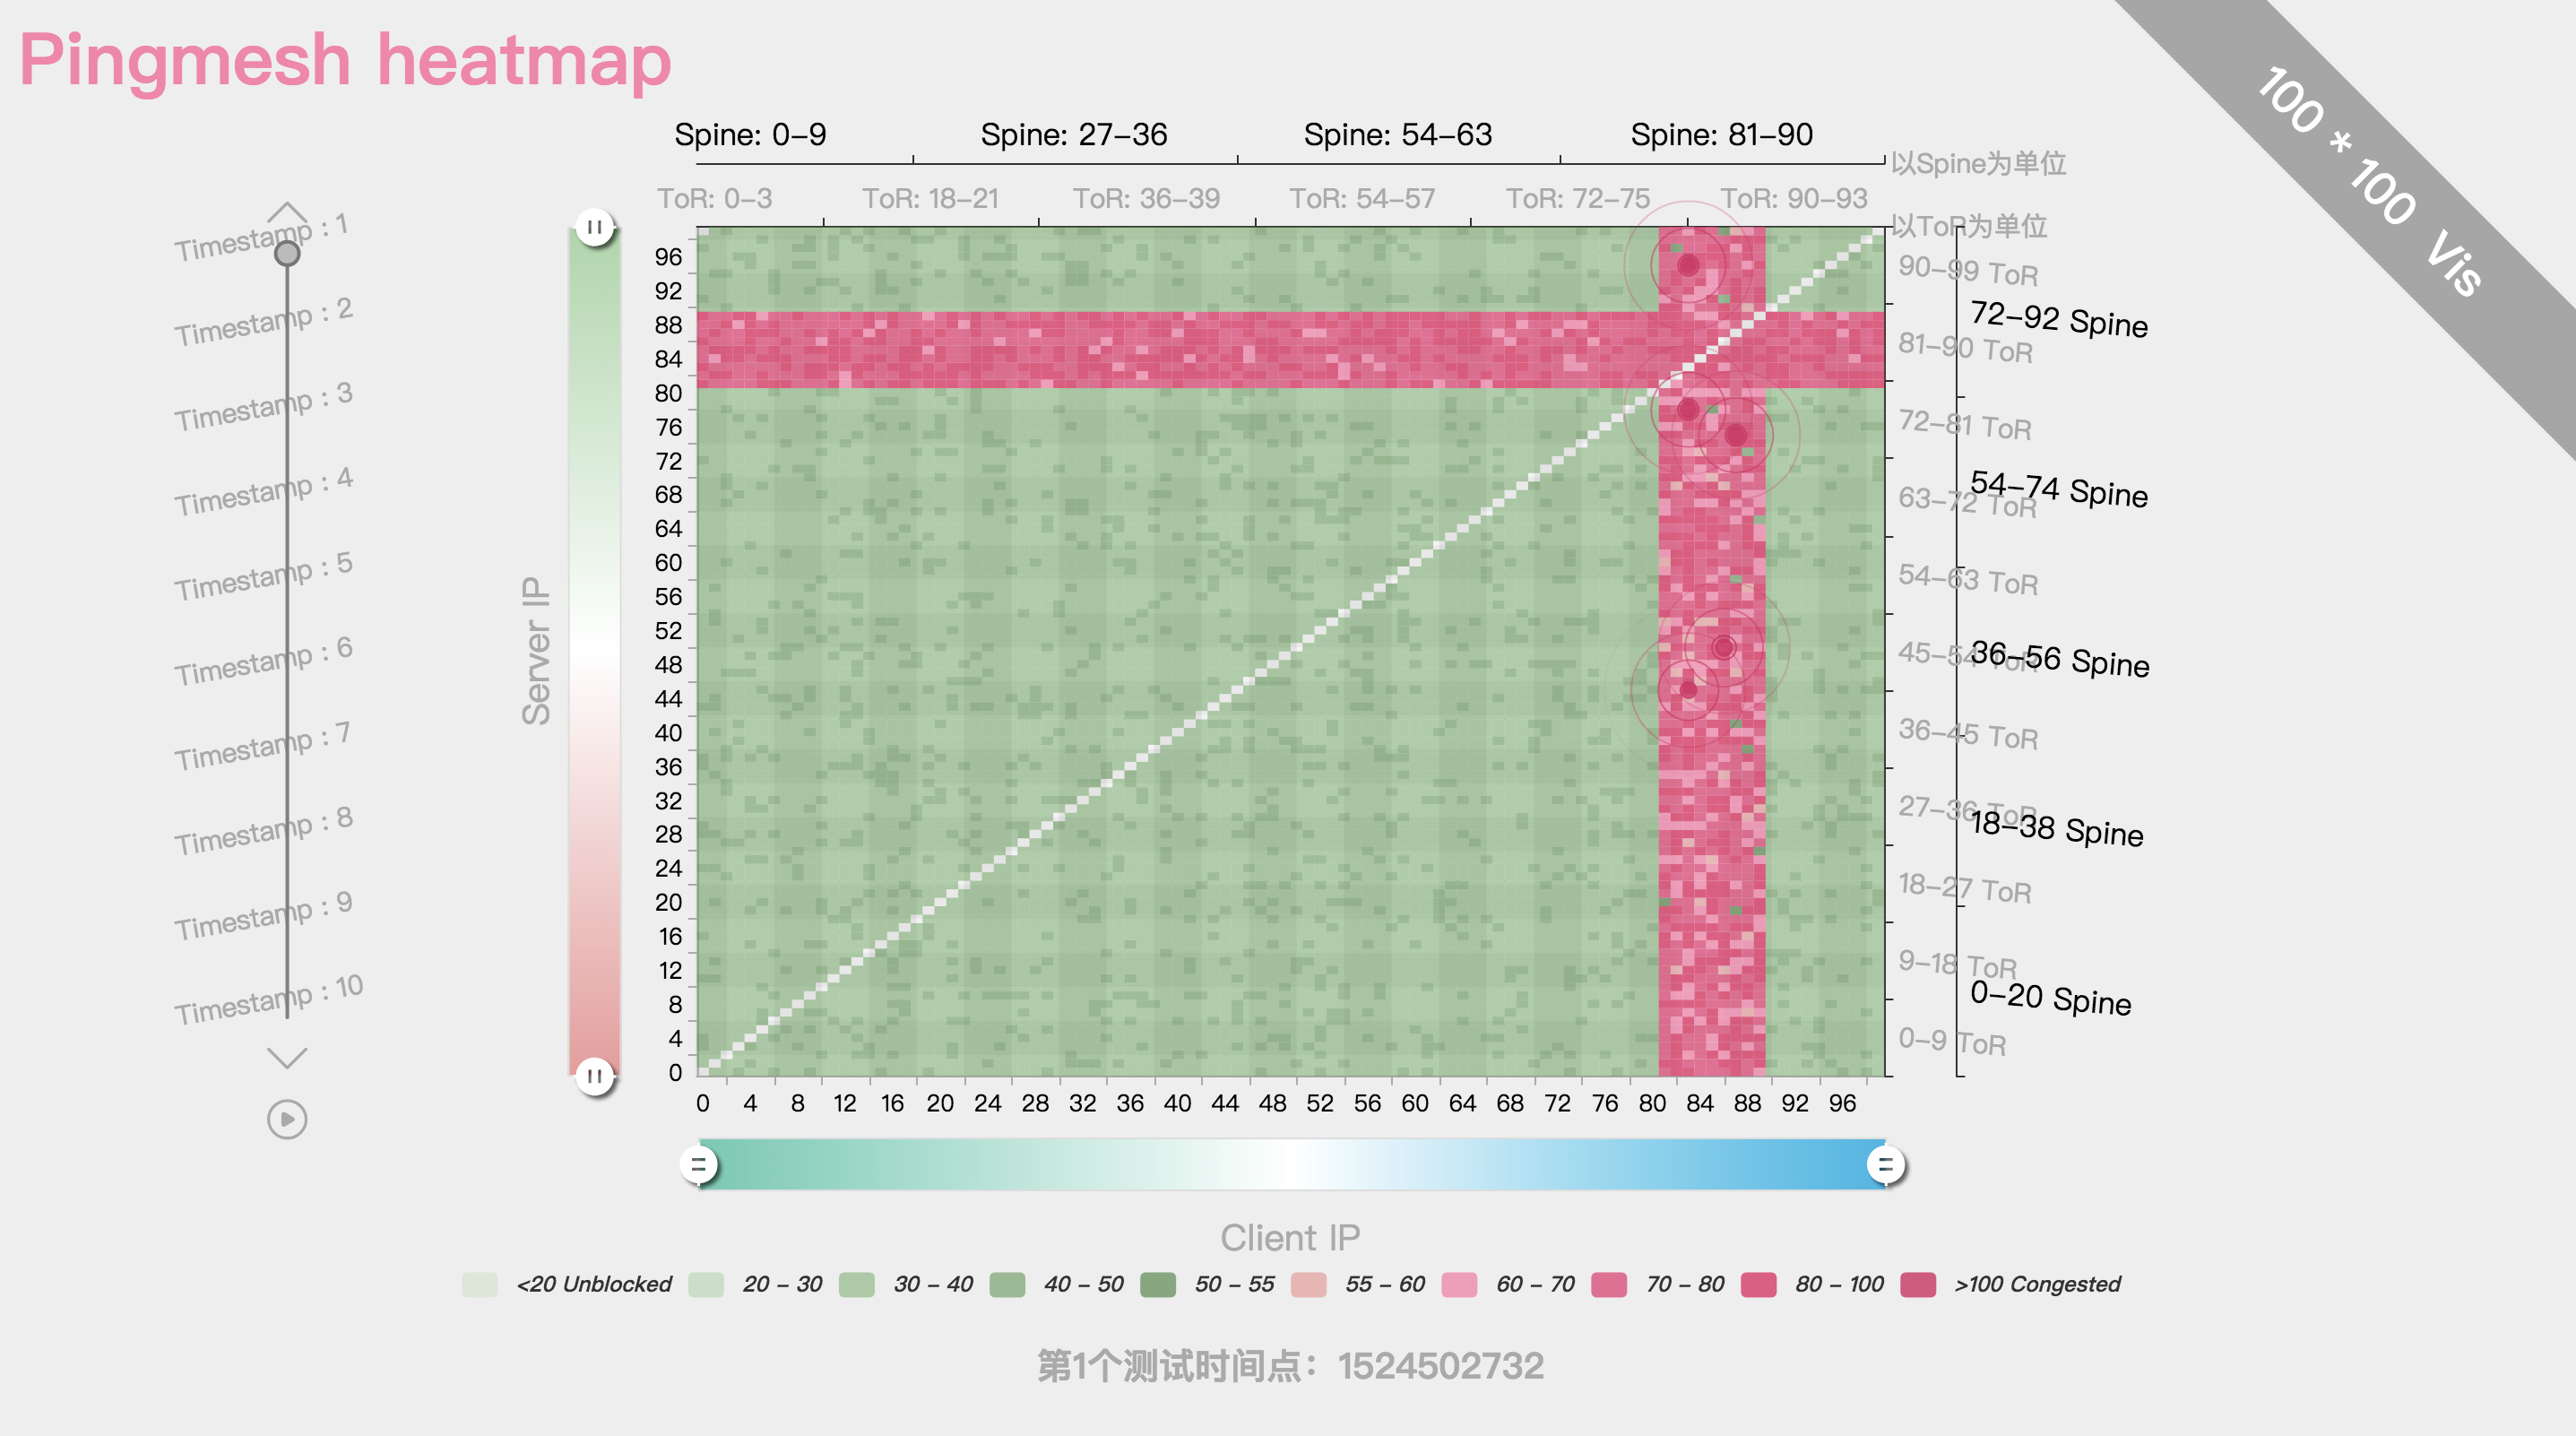 Pingmesh heatmap
100 * 100 Vis
Spine: 0–9 Spine: 27–36 Spine: 54–63 Spine: 81–90
以Spine为单位
ToR: 0–3 ToR: 18–21 ToR: 36–39 ToR: 54–57 ToR: 72–75 ToR: 90–93
以ToR为单位
Timestamp : 1
Timestamp : 2
Timestamp : 3
Timestamp : 4
Timestamp : 5
Timestamp : 6
Timestamp : 7
Timestamp : 8
Timestamp : 9
Timestamp : 10
Server IP
96
92
88
84
80
76
72
68
64
60
56
52
48
44
40
36
32
28
24
20
16
12
8
4
0
90–99 ToR
81–90 ToR
72–81 ToR
63–72 ToR
54–63 ToR
45–54 ToR
36–45 ToR
27–36 ToR
18–27 ToR
9–18 ToR
0–9 ToR
72–92 Spine
54–74 Spine
36–56 Spine
18–38 Spine
0–20 Spine
0 4 8 12 16 20 24 28 32 36 40 44 48 52 56 60 64 68 72 76 80 84 88 92 96
Client IP
<20 Unblocked 20 – 30 30 – 40 40 – 50 50 – 55 55 – 60 60 – 70 70 – 80 80 – 100 >100 Congested
第1个测试时间点：1524502732